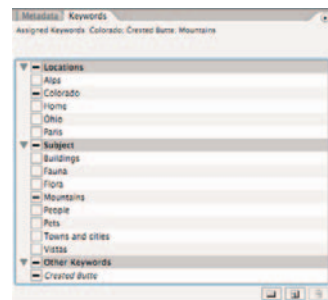 Metadata Keywords
Assigned Keywords: Colorado; Crested Butte; Mountains
Locations
Alps
Colorado
Home
Ohio
Paris
Subject
Buildings
Fauna
Flora
Mountains
People
Pets
Towns and cities
Vistas
Other Keywords
Crested Butte